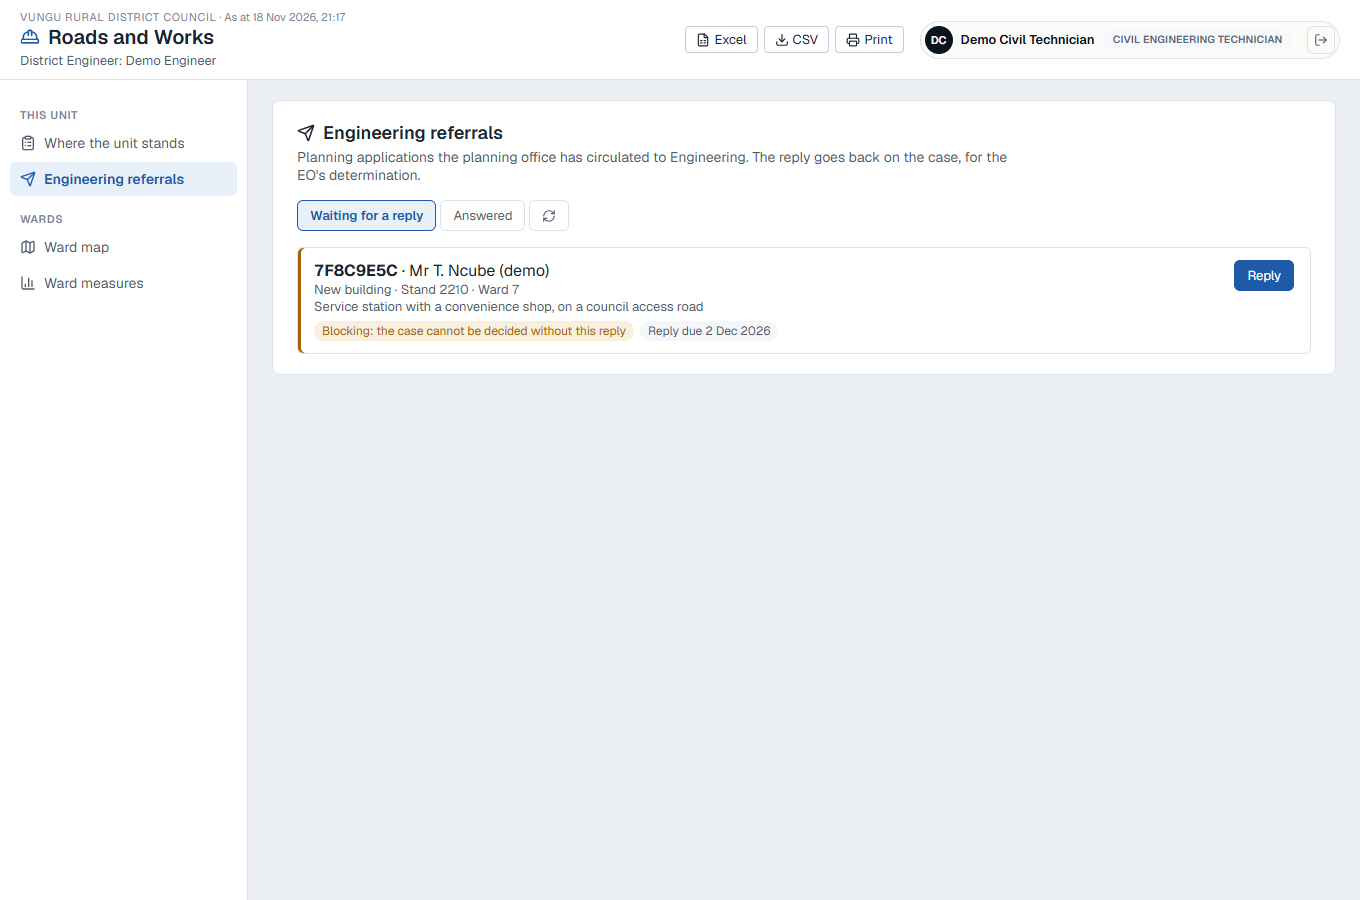 VUNGU RURAL DISTRICT COUNCIL · As at 18 Nov 2026, 21:17
Roads and Works
District Engineer: Demo Engineer
Excel
CSV
Print
DC
Demo Civil Technician
CIVIL ENGINEERING TECHNICIAN
THIS UNIT
Where the unit stands
Engineering referrals
WARDS
Ward map
Ward measures
Engineering referrals
Planning applications the planning office has circulated to Engineering. The reply goes back on the case, for the
EO's determination.
Waiting for a reply
Answered
7F8C9E5C · Mr T. Ncube (demo)
New building · Stand 2210 · Ward 7
Service station with a convenience shop, on a council access road
Blocking: the case cannot be decided without this reply
Reply due 2 Dec 2026
Reply